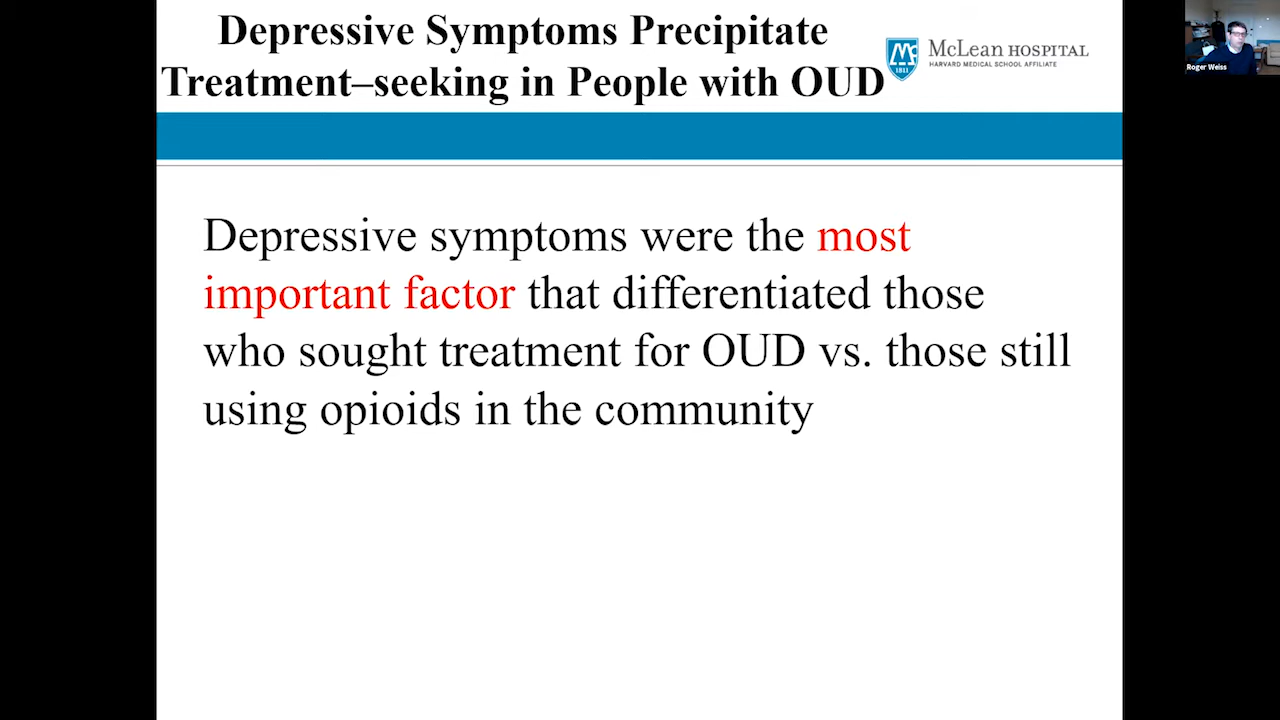 Depressive Symptoms Precipitate
Treatment–seeking in People with OUD
McLEAN HOSPITAL
HARVARD MEDICAL SCHOOL AFFILIATE
1811
Roger Weiss
Depressive symptoms were the most
important factor that differentiated those
who sought treatment for OUD vs. those still
using opioids in the community